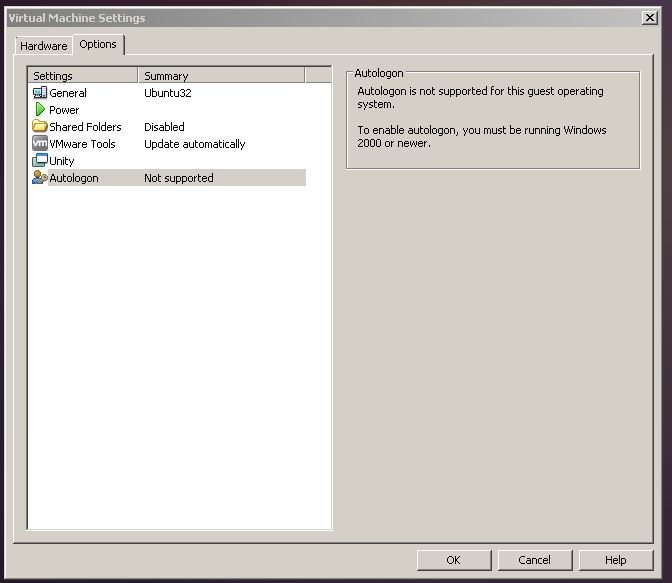 Virtual Machine Settings
Hardware Options
Settings Summary
General Ubuntu32
Power
Shared Folders Disabled
vm VMware Tools Update automatically
Unity
Autologon Not supported
Autologon
Autologon is not supported for this guest operating
system.
To enable autologon, you must be running Windows
2000 or newer.
OK Cancel Help